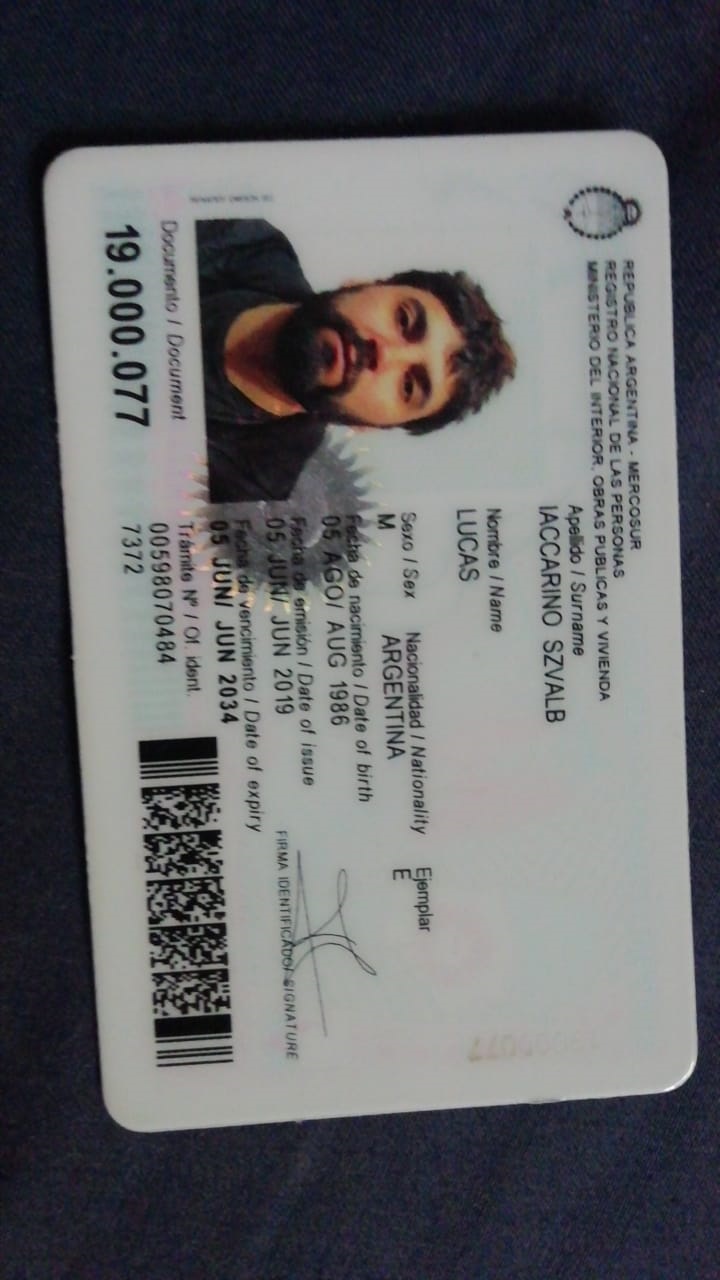 REPUBLICA ARGENTINA - MERCOSUR
REGISTRO NACIONAL DE LAS PERSONAS
MINISTERIO DEL INTERIOR, OBRAS PUBLICAS Y VIVIENDA
Apellido / Surname
IACCARINO SZVALB
Nombre / Name
LUCAS
Sexo / Sex
M
Nacionalidad / Nationality
ARGENTINA
Ejemplar
E
Fecha de nacimiento / Date of birth
05 AGO/ AUG 1986
Fecha de emisión / Date of issue
05 JUN/ JUN 2019
Fecha de vencimiento / Date of expiry
05 JUN/ JUN 2034
FIRMA IDENTIFICADO/ SIGNATURE
Documento / Document
19.000.077
Trámite Nº / Of. ident.
00598070484
7372